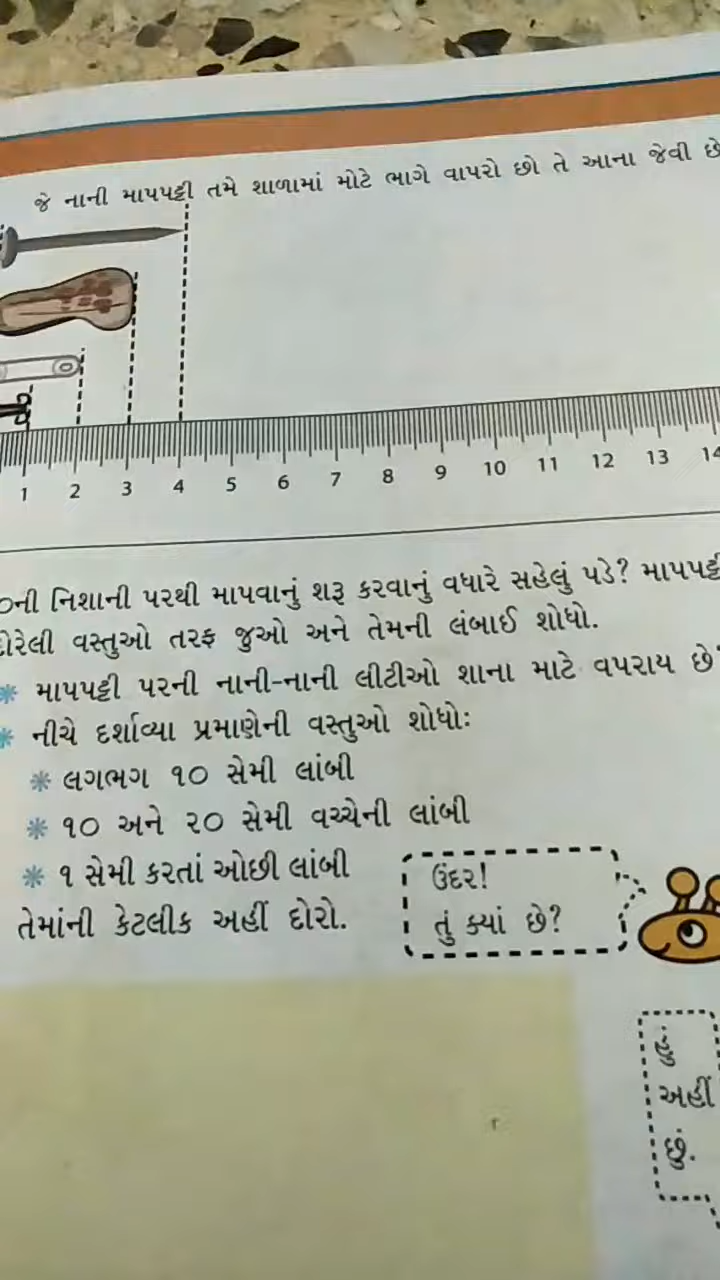 જે નાની માપપટ્ટી તમે શાળામાં મોટે ભાગે વાપરો છો તે આના જેવી છે
1 2 3 4 5 6 7 8 9 10 11 12 13 14
૦ની નિશાની પરથી માપવાનું શરૂ કરવાનું વધારે સહેલું પડે? માપપટ્ટી
દોરેલી વસ્તુઓ તરફ જુઓ અને તેમની લંબાઈ શોધો.
* માપપટ્ટી પરની નાની-નાની લીટીઓ શાના માટે વપરાય છે?
* નીચે દર્શાવ્યા પ્રમાણેની વસ્તુઓ શોધોઃ
* લગભગ ૧૦ સેમી લાંબી
* ૧૦ અને ૨૦ સેમી વચ્ચેની લાંબી
* ૧ સેમી કરતાં ઓછી લાંબી
તેમાંની કેટલીક અહીં દોરો.
ઉંદર!
તું ક્યાં છે?
હું
અહીં
છું.